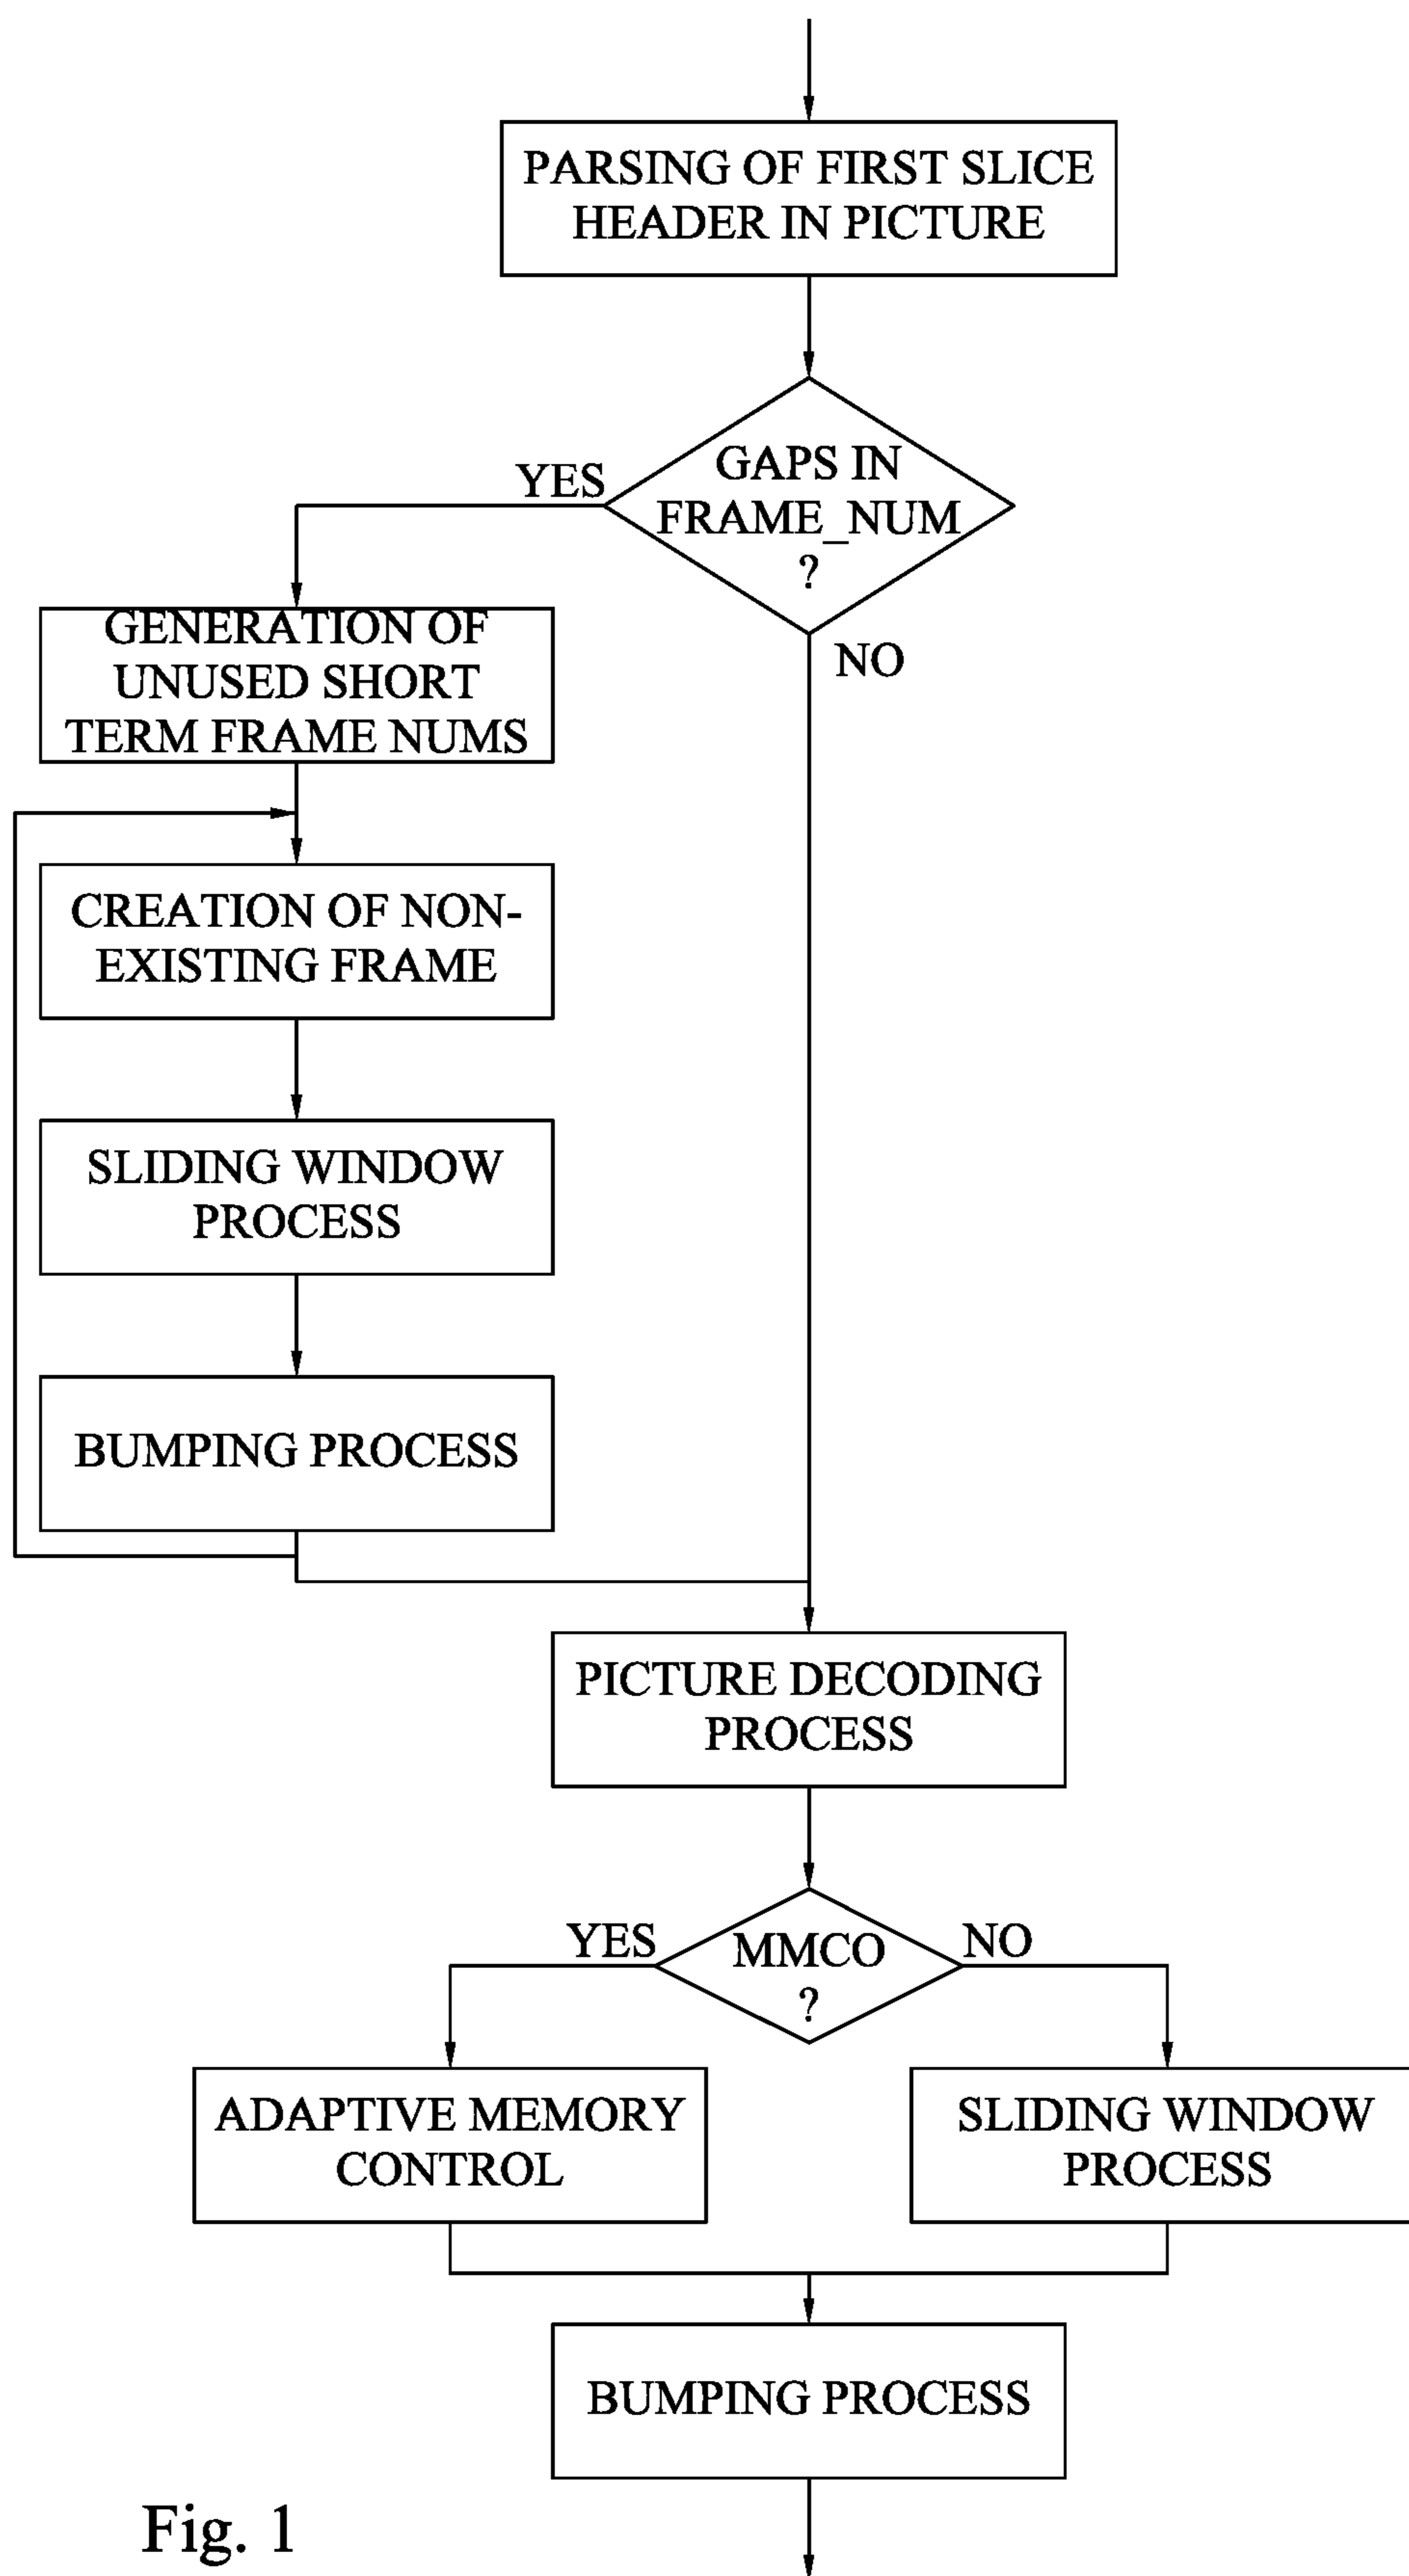 PARSING OF FIRST SLICE
HEADER IN PICTURE
GAPS IN
FRAME_NUM
?
YES
NO
GENERATION OF
UNUSED SHORT
TERM FRAME NUMS
CREATION OF NON-
EXISTING FRAME
SLIDING WINDOW
PROCESS
BUMPING PROCESS
PICTURE DECODING
PROCESS
MMCO
?
YES
NO
ADAPTIVE MEMORY
CONTROL
SLIDING WINDOW
PROCESS
BUMPING PROCESS
Fig. 1